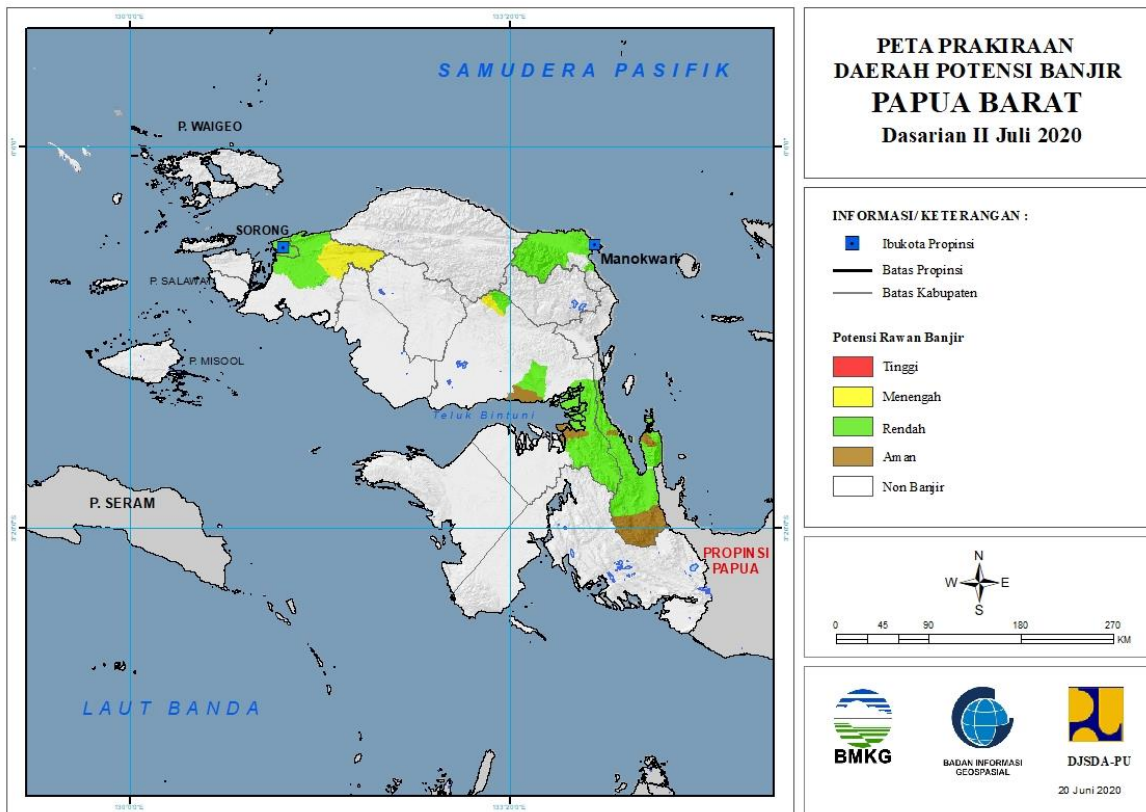 PETA PRAKIRAAN
DAERAH POTENSI BANJIR
PAPUA BARAT
Dasarian II Juli 2020
INFORMASI/ KETERANGAN :
Ibukota Propinsi
Batas Propinsi
Batas Kabupaten
Potensi Rawan Banjir
Tinggi
Menengah
Rendah
Aman
Non Banjir
N
W E
S
0 45 90 180 270
KM
BMKG
BADAN INFORMASI
GEOSPASIAL
DJSDA-PU
20 Juni 2020
SAMUDERA PASIFIK
P. WAIGEO
SORONG
Manokwari
P. MISOOL
Teluk Bintuni
P. SERAM
PROPINSI
PAPUA
LAUT BANDA